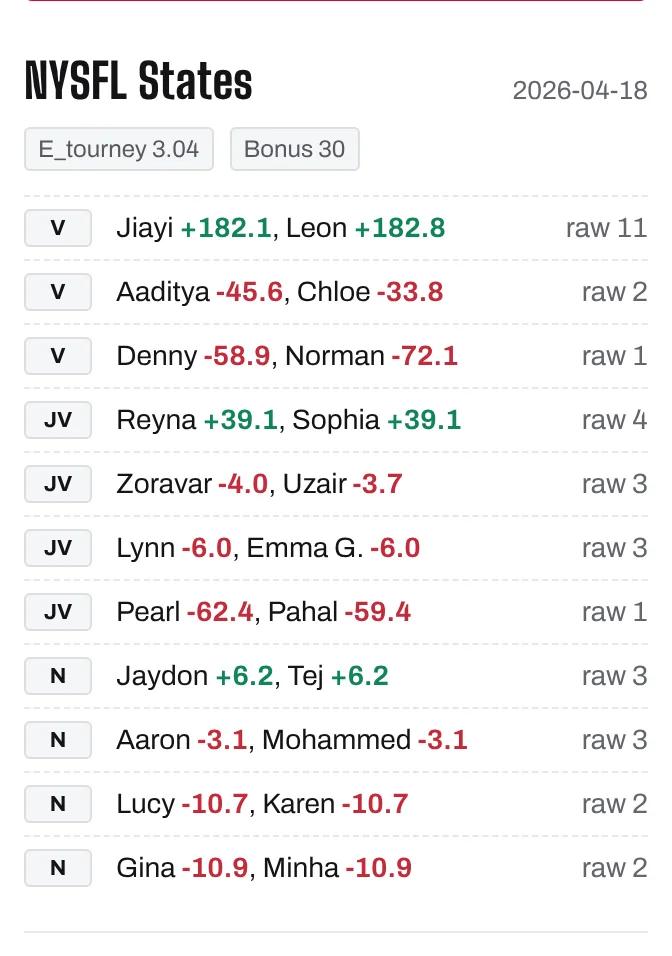 NYSFL States 2026-04-18
E_tourney 3.04 Bonus 30
V Jiayi +182.1, Leon +182.8 raw 11
V Aaditya -45.6, Chloe -33.8 raw 2
V Denny -58.9, Norman -72.1 raw 1
JV Reyna +39.1, Sophia +39.1 raw 4
JV Zoravar -4.0, Uzair -3.7 raw 3
JV Lynn -6.0, Emma G. -6.0 raw 3
JV Pearl -62.4, Pahal -59.4 raw 1
N Jaydon +6.2, Tej +6.2 raw 3
N Aaron -3.1, Mohammed -3.1 raw 3
N Lucy -10.7, Karen -10.7 raw 2
N Gina -10.9, Minha -10.9 raw 2